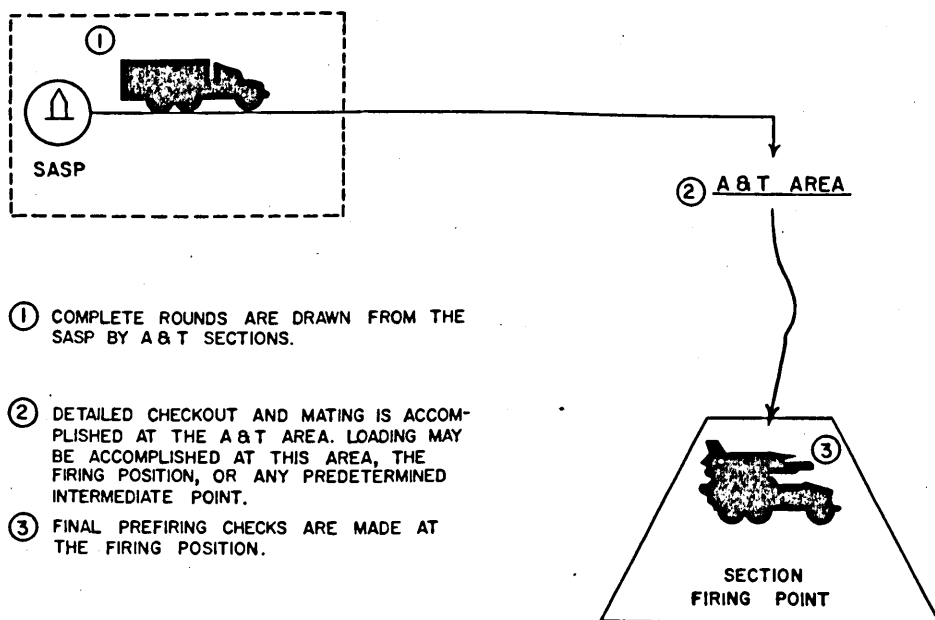 ①
SASP
② A & T AREA
① COMPLETE ROUNDS ARE DRAWN FROM THE
SASP BY A & T SECTIONS.
② DETAILED CHECKOUT AND MATING IS ACCOM-
PLISHED AT THE A & T AREA. LOADING MAY
BE ACCOMPLISHED AT THIS AREA, THE
FIRING POSITION, OR ANY PREDETERMINED
INTERMEDIATE POINT.
③ FINAL PREFIRING CHECKS ARE MADE AT
THE FIRING POSITION.
③
SECTION
FIRING POINT